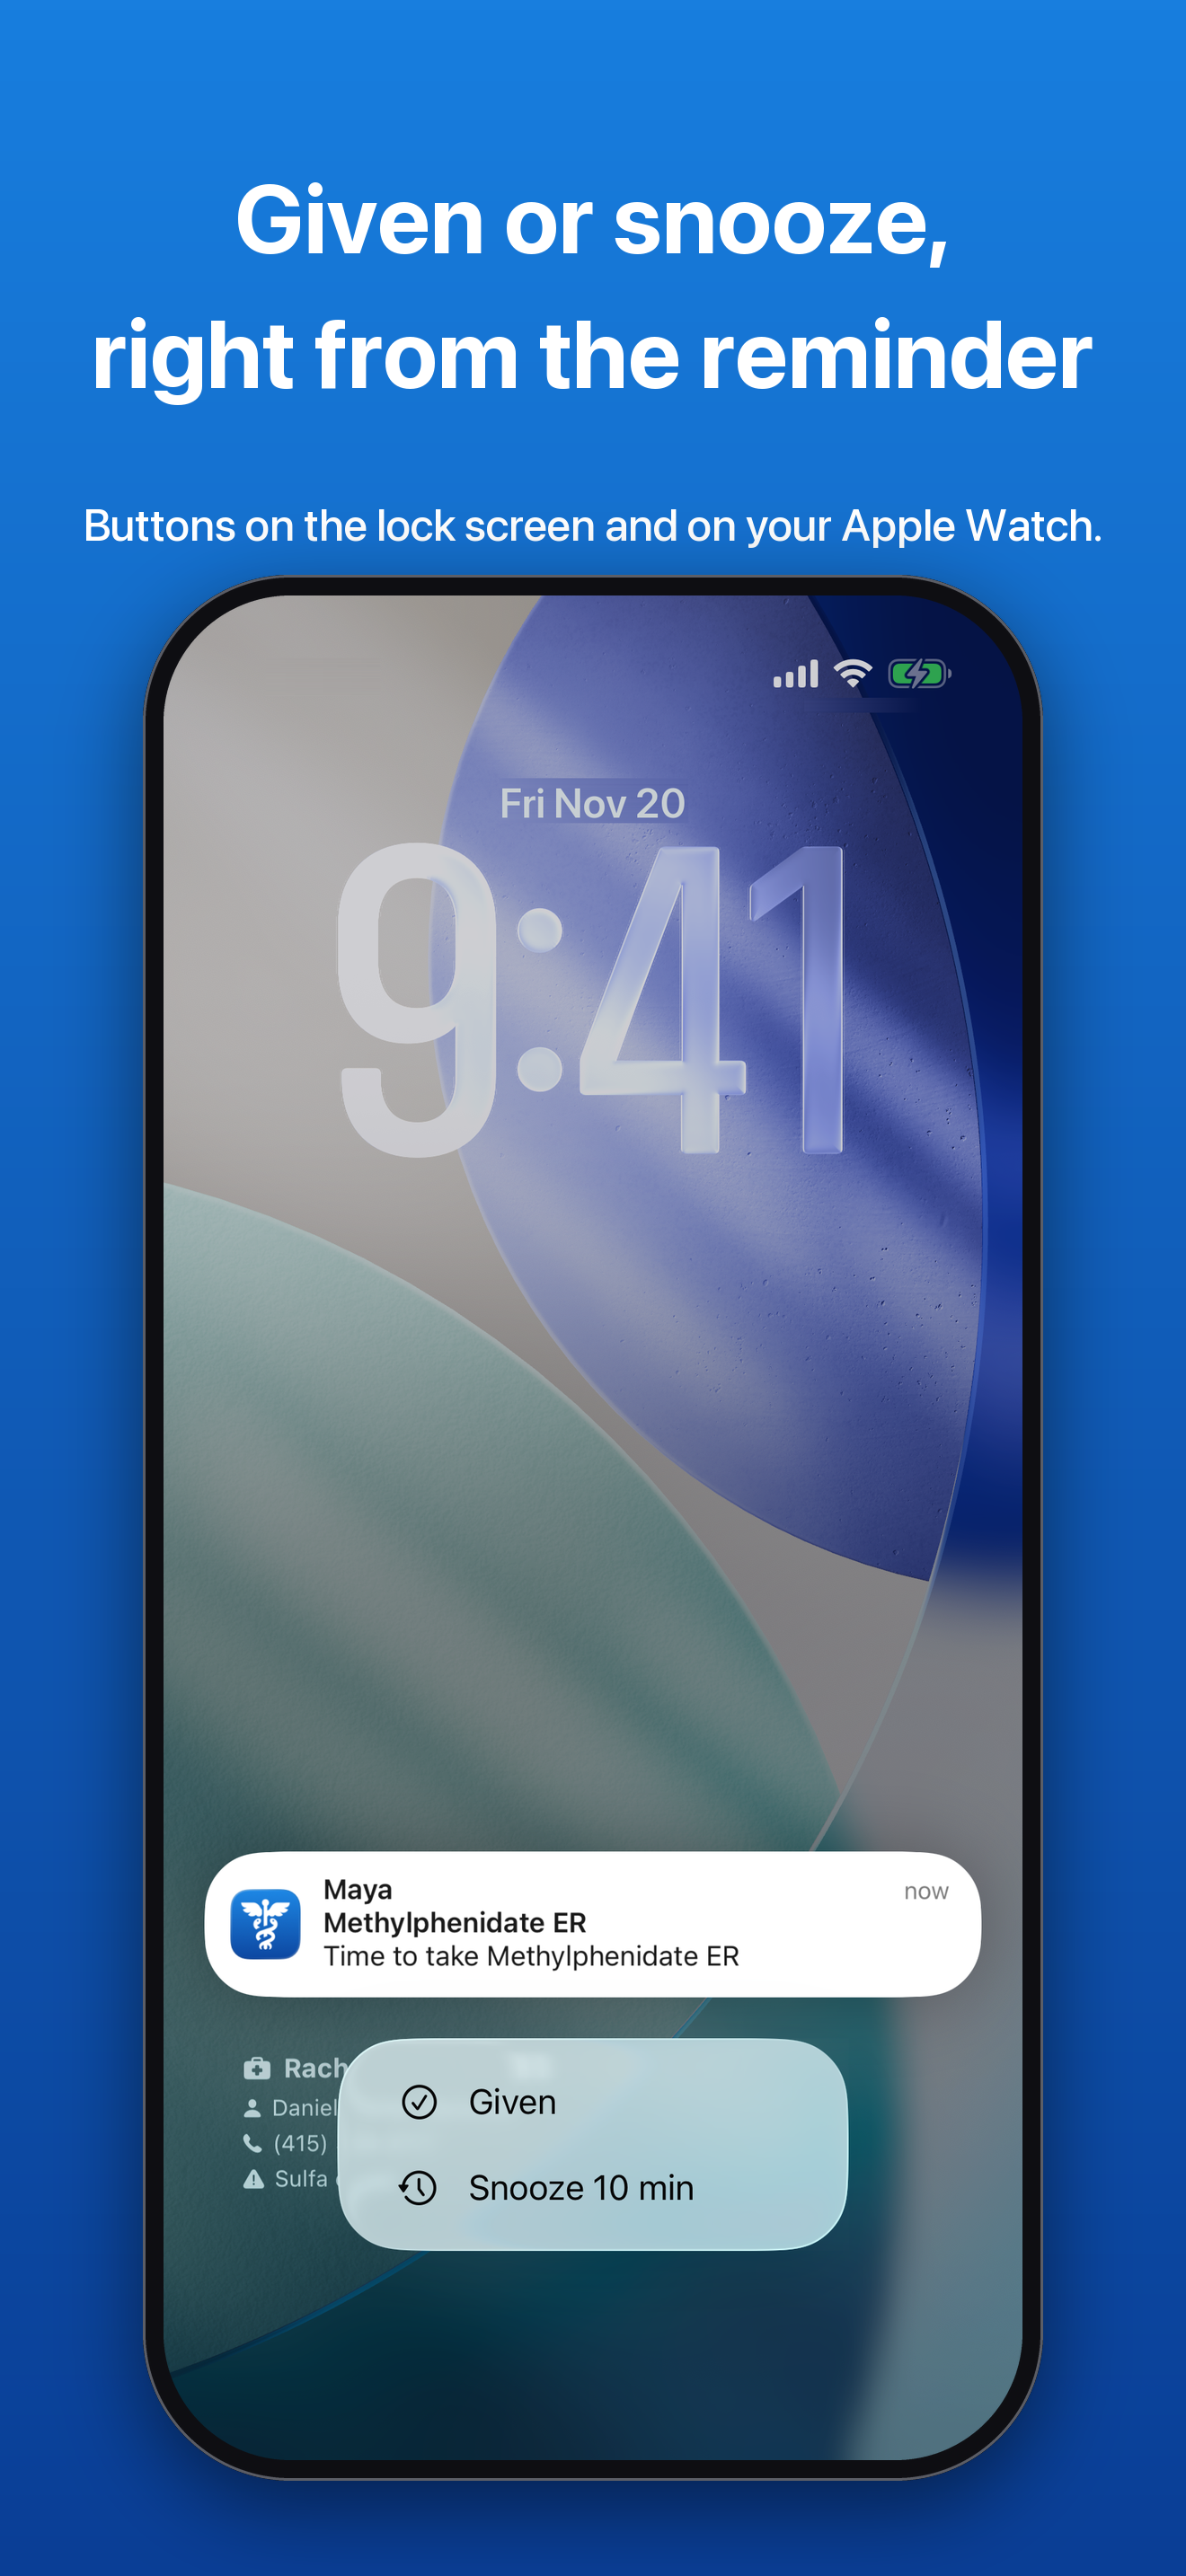 Given or snooze,
right from the reminder
Buttons on the lock screen and on your Apple Watch.
Fri Nov 20
9:41
Maya
now
Methylphenidate ER
Time to take Methylphenidate ER
Daniel
(415)
Sulfa
Given
Snooze 10 min